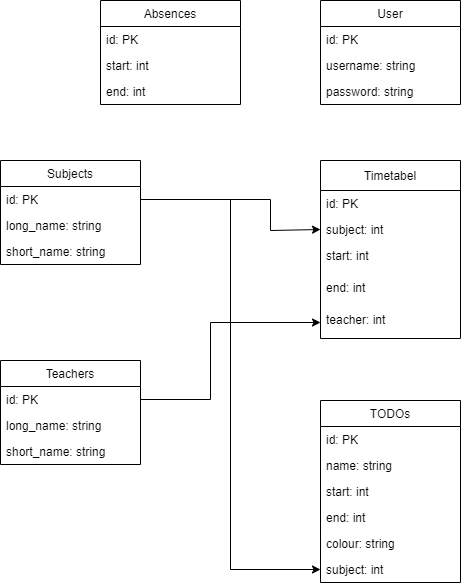 Absences
id: PK
start: int
end: int
User
id: PK
username: string
password: string
Subjects
id: PK
long_name: string
short_name: string
Timetabel
id: PK
subject: int
start: int
end: int
teacher: int
Teachers
id: PK
long_name: string
short_name: string
TODOs
id: PK
name: string
start: int
end: int
colour: string
subject: int